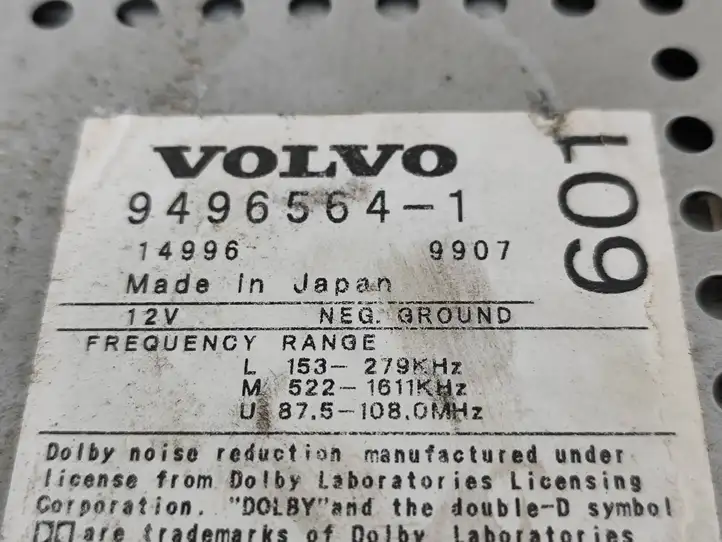 VOLVO
9496564-1
14996 9907
Made in Japan
12V NEG. GROUND
FREQUENCY RANGE
L 153- 279KHz
M 522-1611KHz
U 87.5-108.0MHz
Dolby noise reduction manufactured under
license from Dolby Laboratories Licensing
Corporation. "DOLBY"and the double-D symbol
are trademarks of Dolby Laboratories
601